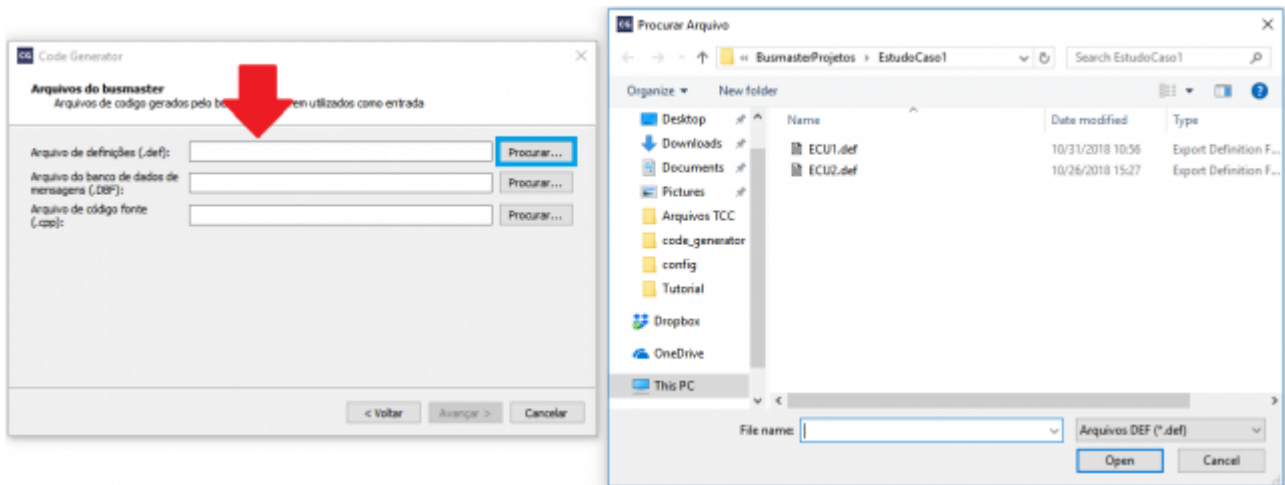 Code Generator
Arquivos do busmaster
Arquivos de codigo gerados pelo em utilizados como entrada
Arquivo de definições (.def):
Procurar...
Arquivo do banco de dados de
mensagens (.DBF):
Procurar...
Arquivo de código fonte
(.cpp):
Procurar...
< Voltar
Avançar >
Cancelar
CG Procurar Arquivo
« BusmasterProjetos > EstudoCaso1
Search EstudoCaso1
Organize
New folder
Desktop
Downloads
Documents
Pictures
Arquivos TCC
code_generator
config
Tutorial
Dropbox
OneDrive
This PC
Name Date modified Type
ECU1.def 10/31/2018 10:56 Export Definition F...
ECU2.def 10/26/2018 15:27 Export Definition F...
File name:
Arquivos DEF (*.def)
Open
Cancel